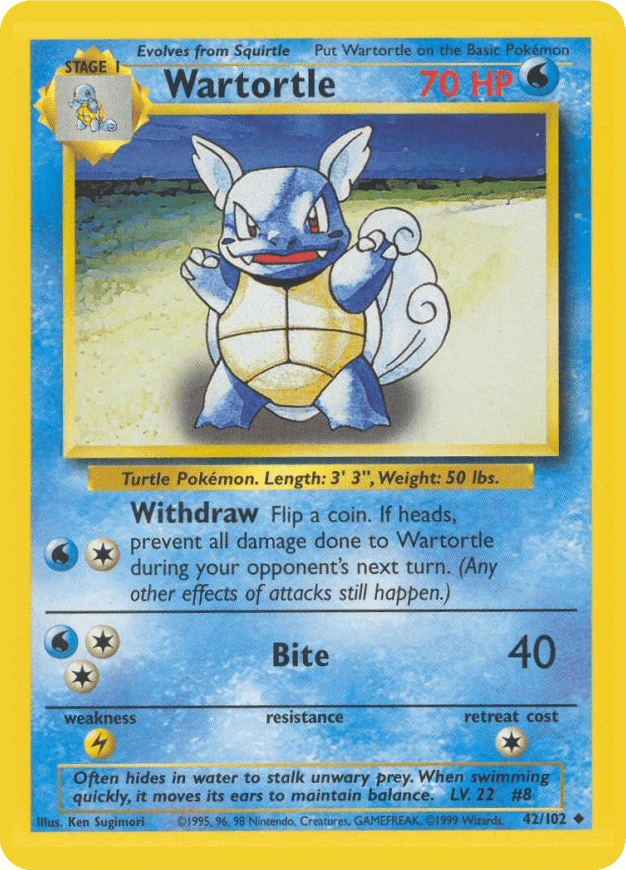 Evolves from Squirtle Put Wartortle on the Basic Pokémon
STAGE 1
Wartortle 70 HP
Turtle Pokémon. Length: 3' 3", Weight: 50 lbs.
Withdraw Flip a coin. If heads,
prevent all damage done to Wartortle
during your opponent's next turn. (Any
other effects of attacks still happen.)
Bite 40
weakness resistance retreat cost
Often hides in water to stalk unwary prey. When swimming
quickly, it moves its ears to maintain balance. LV. 22 #8
Illus. Ken Sugimori ©1995, 96, 98 Nintendo, Creatures, GAMEFREAK. ©1999 Wizards. 42/102